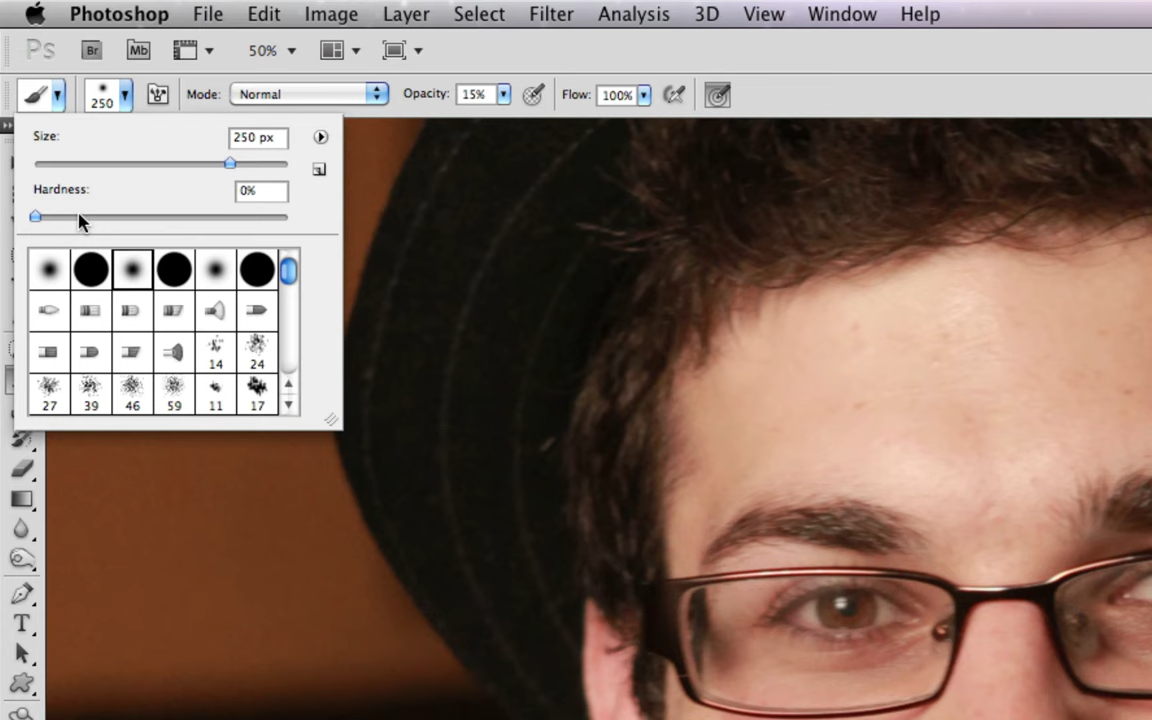 Photoshop File Edit Image Layer Select Filter Analysis 3D View Window Help
Ps Br Mb 50%
250 Mode: Normal Opacity: 15% Flow: 100%
Size: 250 px
Hardness: 0%
14 24
27 39 46 59 11 17
T